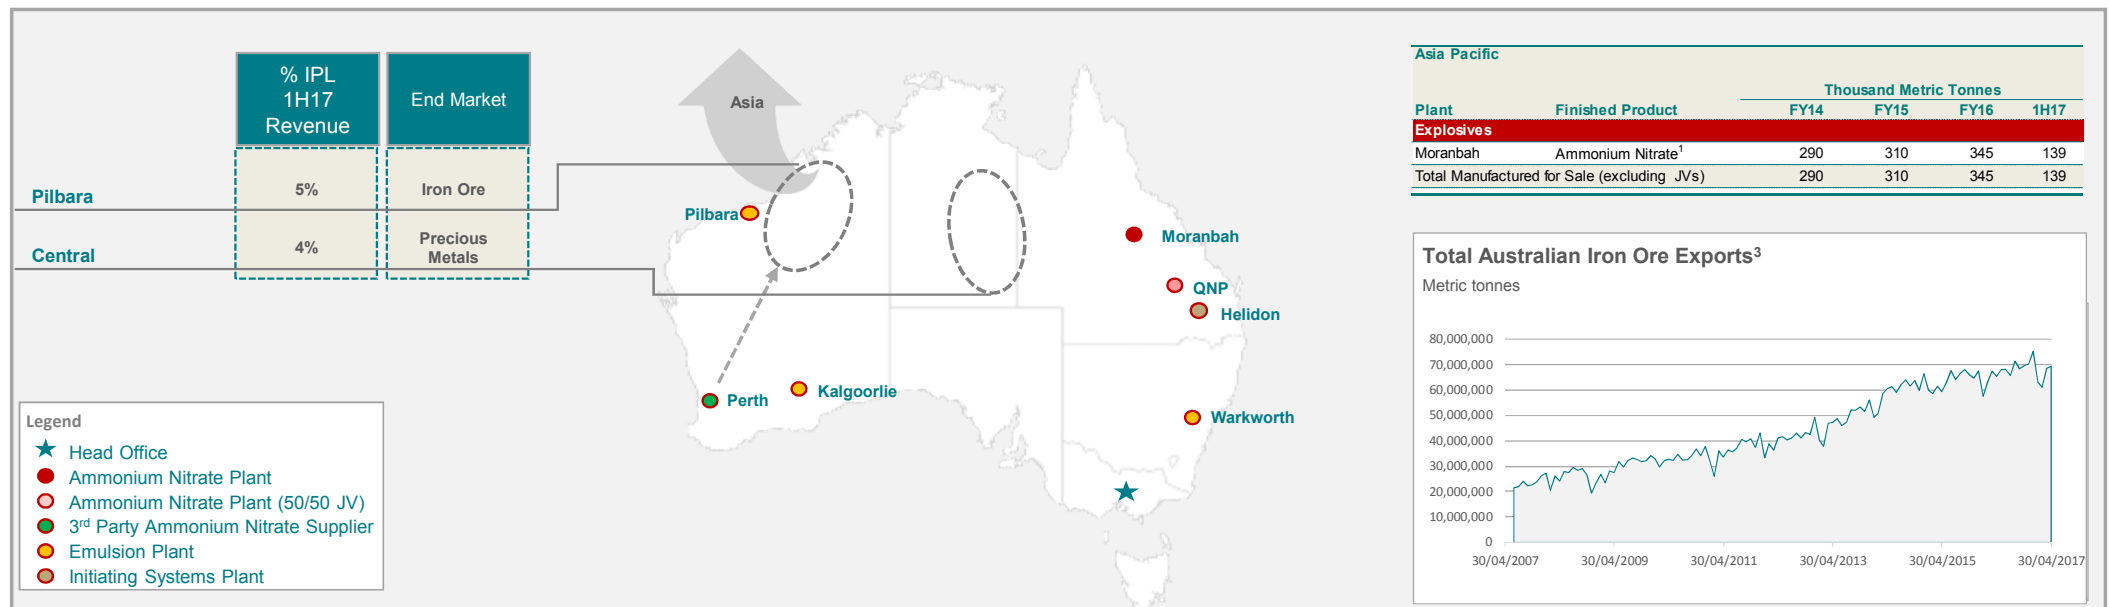 % IPL
1H17
Revenue
End Market
Pilbara
5%
Iron Ore
Central
4%
Precious
Metals
Legend
Head Office
Ammonium Nitrate Plant
Ammonium Nitrate Plant (50/50 JV)
3rd Party Ammonium Nitrate Supplier
Emulsion Plant
Initiating Systems Plant
Asia
Pilbara
Moranbah
QNP
Helidon
Perth
Kalgoorlie
Warkworth
Asia Pacific
Thousand Metric Tonnes
Plant Finished Product FY14 FY15 FY16 1H17
Explosives
Moranbah Ammonium Nitrate1 290 310 345 139
Total Manufactured for Sale (excluding JVs) 290 310 345 139
Total Australian Iron Ore Exports3
Metric tonnes
80,000,000
70,000,000
60,000,000
50,000,000
40,000,000
30,000,000
20,000,000
10,000,000
0
30/04/2007 30/04/2009 30/04/2011 30/04/2013 30/04/2015 30/04/2017